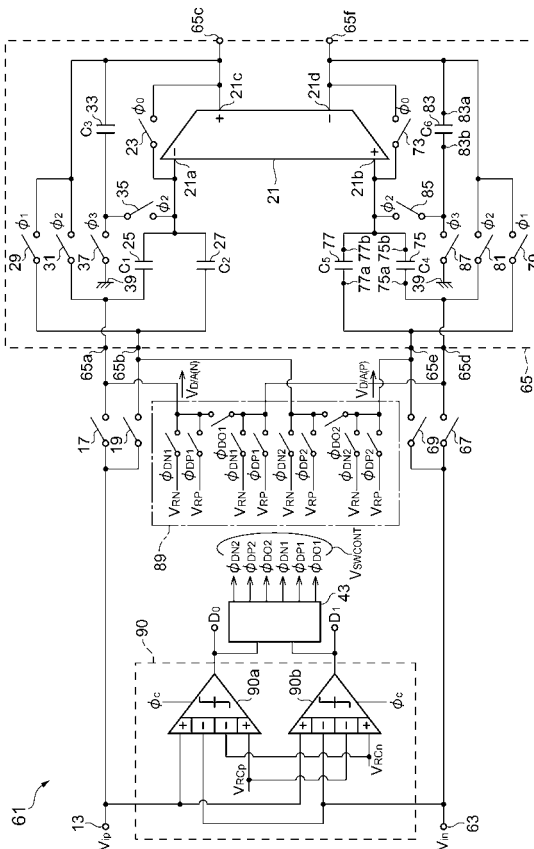 65c
65f
C3
33
ϕ0
23
21c
21d
+
−
−
+
21a
21
21b
ϕ0
73
C6
83
83a
83b
35
ϕ2
ϕ2
85
ϕ1
ϕ2
ϕ3
29
31
37
39
25
C1
27
C2
77
C5
77b
77a
75b
75
75a
C4
ϕ3
ϕ2
ϕ1
39
87
81
79
65a
65b
65e
65d
65
VD/A(N)
VD/A(P)
17
19
69
67
ϕDN1
ϕDP1
ϕDO1
ϕDN1
ϕDP1
ϕDN2
ϕDP2
ϕDO2
ϕDN2
ϕDP2
VRN
VRP
VRN
VRP
VRN
VRP
VRN
VRP
89
ϕDN2
ϕDP2
ϕDO2
ϕDN1
ϕDP1
ϕDO1
VSWCONT
43
D0
D1
90
90a
90b
ϕc
ϕc
+
−
−
+
+
−
−
+
VRCp
VRCn
61
13
Vip
Vin
63